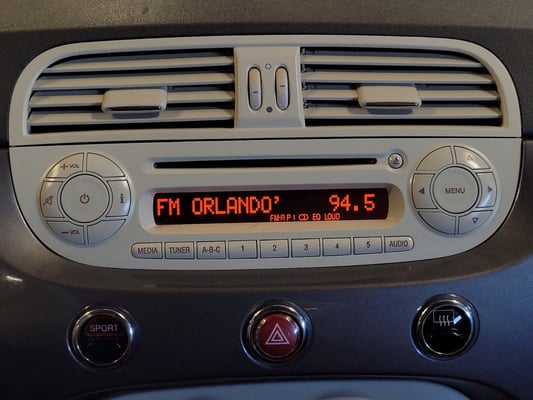 + VOL
FM ORLANDO' 94.5
MENU
- VOL
MEDIA TUNER A-B-C 1 2 3 4 5 AUDIO
SPORT